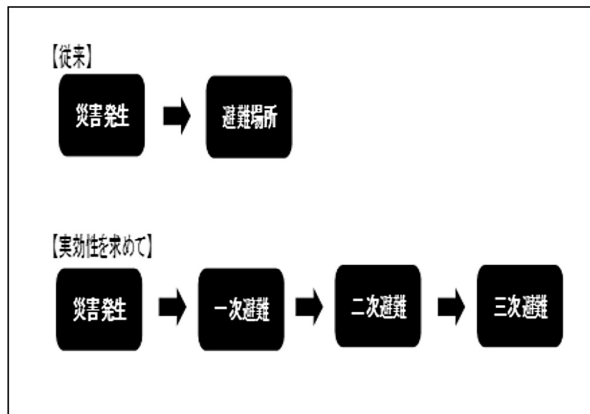 【従来】
災害発生
避難場所
【実効性を求めて】
災害発生
一次避難
二次避難
三次避難